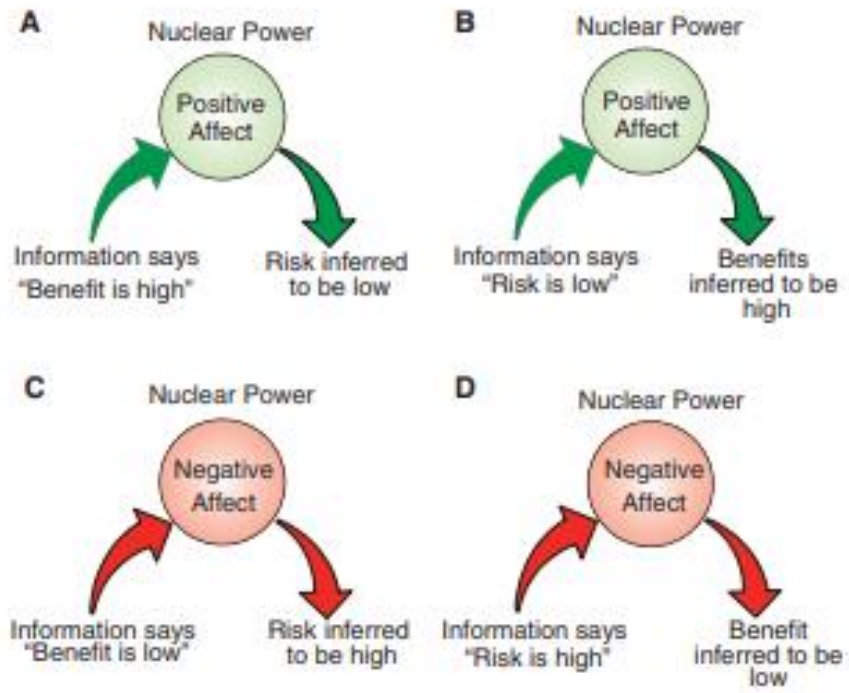 A
Nuclear Power
Positive
Affect
Information says
“Benefit is high”
Risk inferred
to be low
B
Nuclear Power
Positive
Affect
Information says
“Risk is low”
Benefits
inferred to be
high
C
Nuclear Power
Negative
Affect
Information says
“Benefit is low”
Risk inferred
to be high
D
Nuclear Power
Negative
Affect
Information says
“Risk is high”
Benefit
inferred to be
low